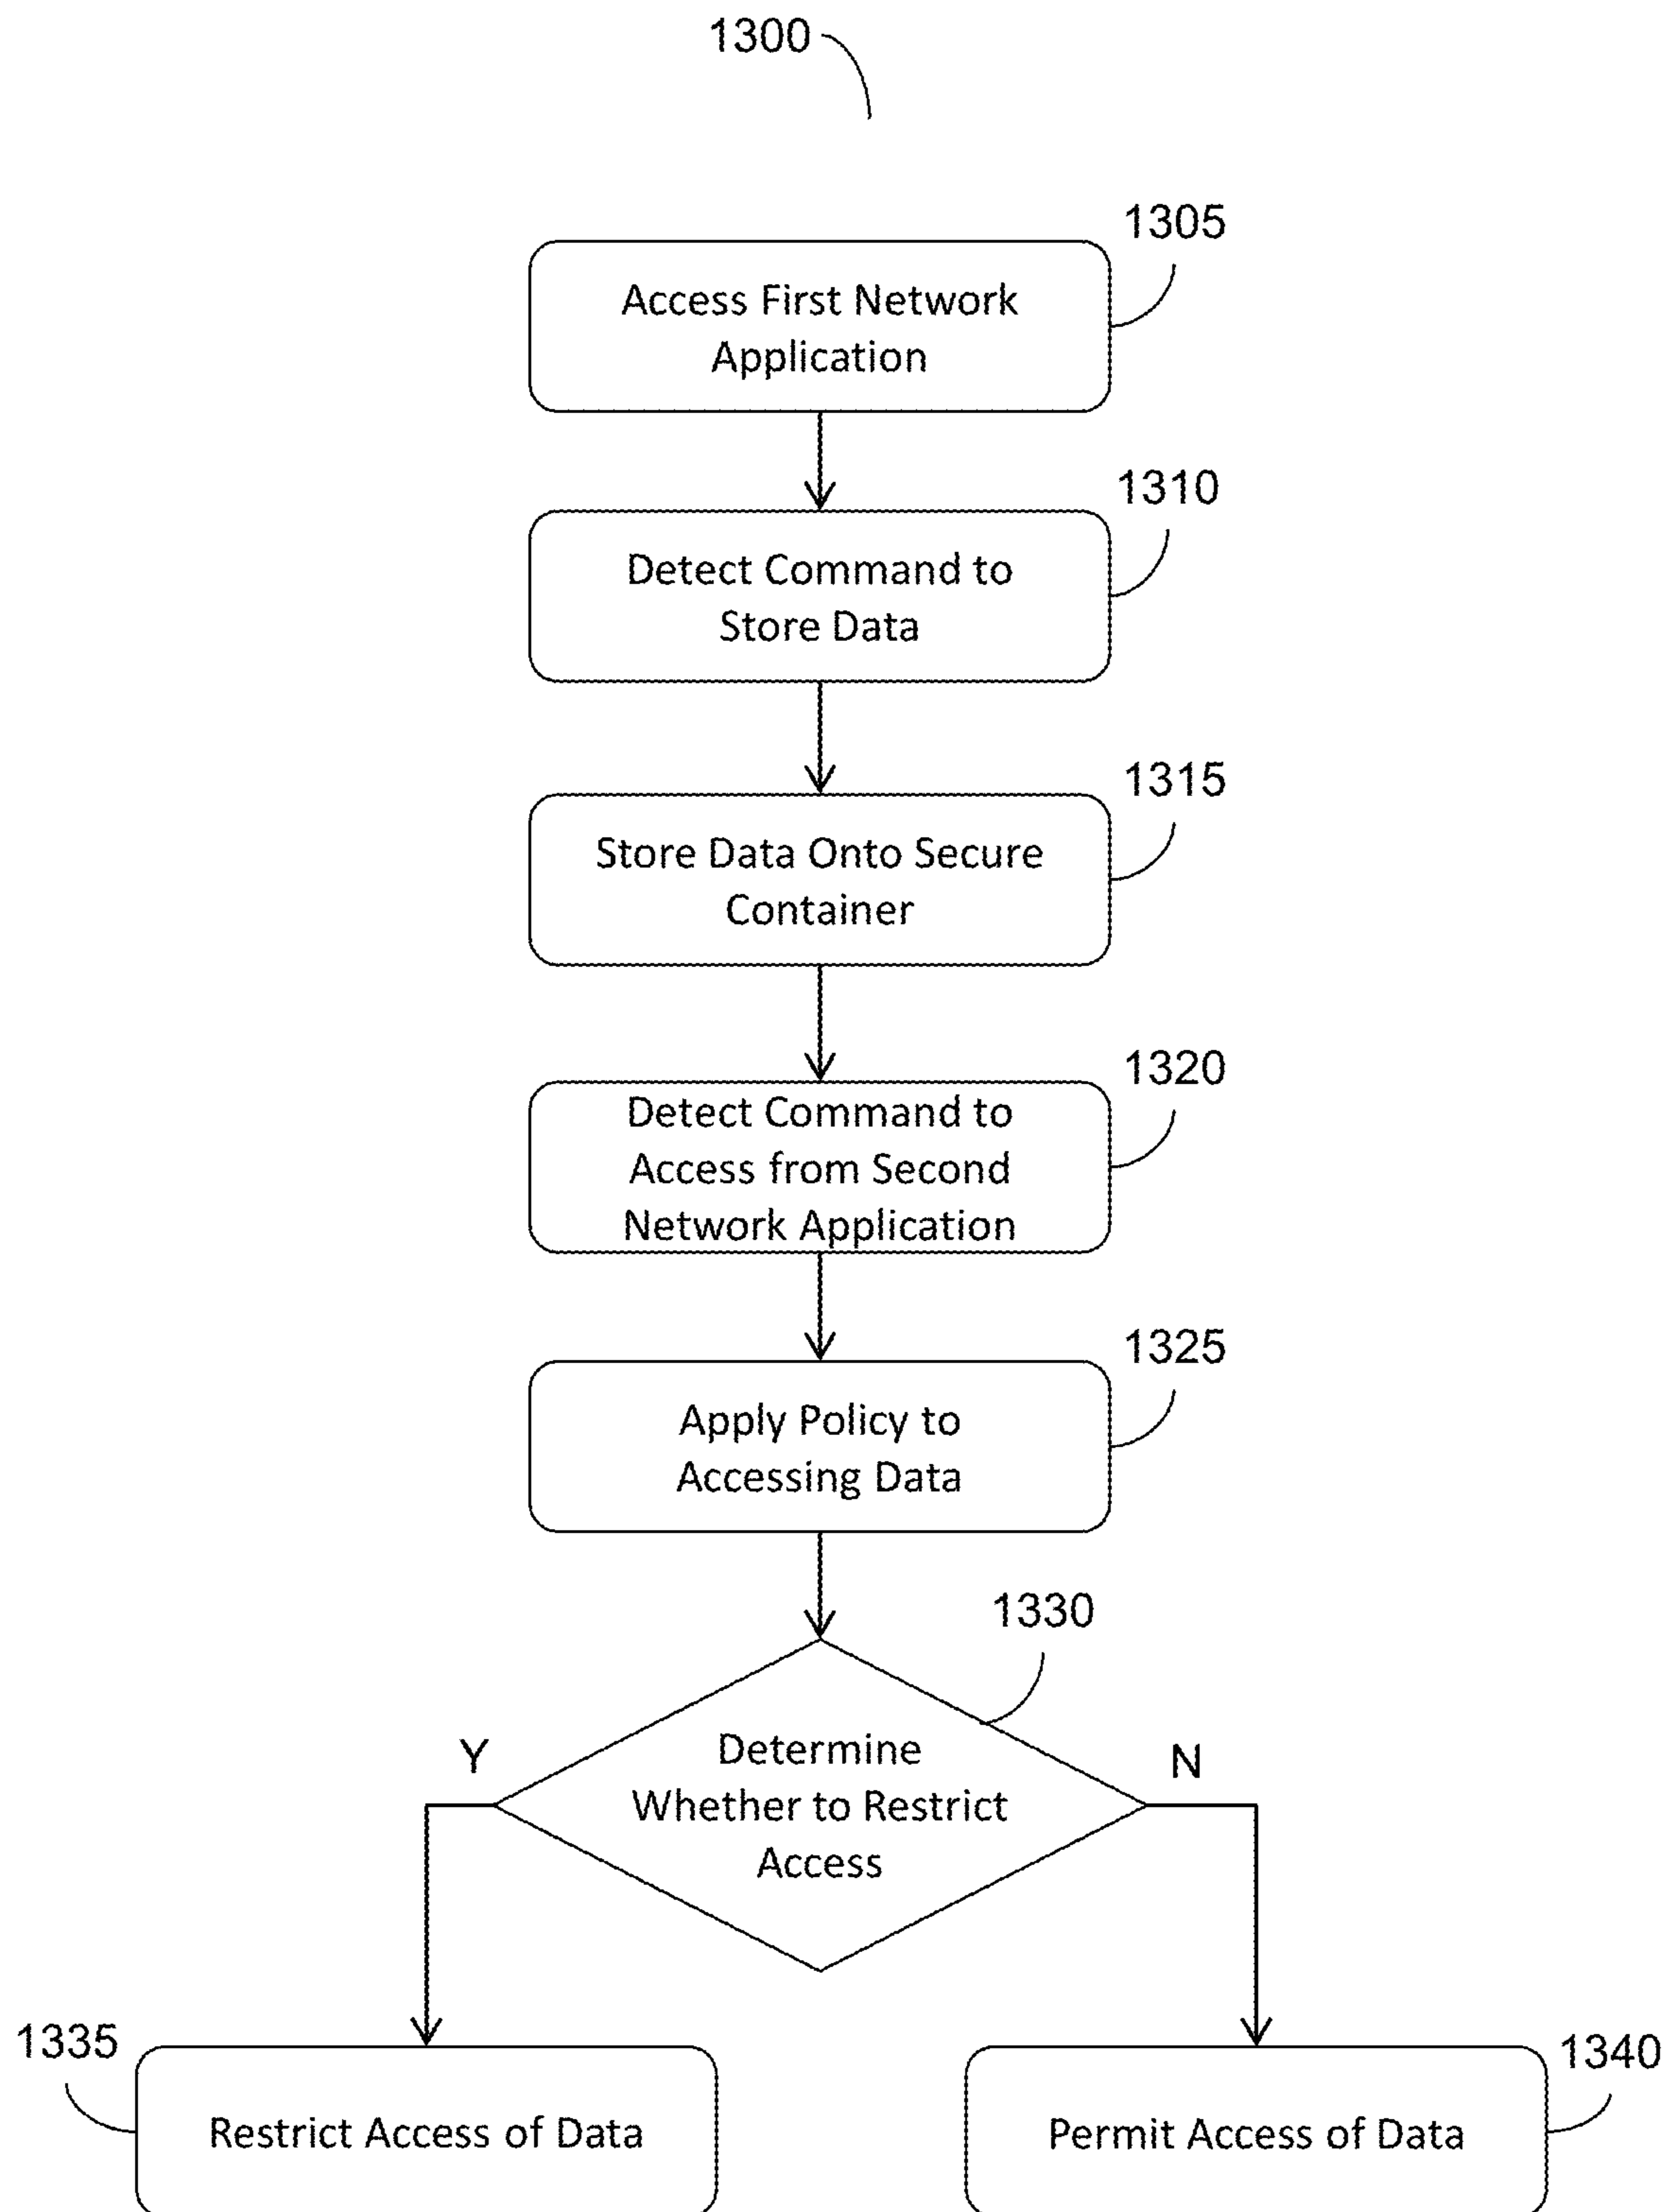 1300
1305
Access First Network
Application
1310
Detect Command to
Store Data
1315
Store Data Onto Secure
Container
1320
Detect Command to
Access from Second
Network Application
1325
Apply Policy to
Accessing Data
1330
Determine
Whether to Restrict
Access
Y
N
1335
Restrict Access of Data
1340
Permit Access of Data